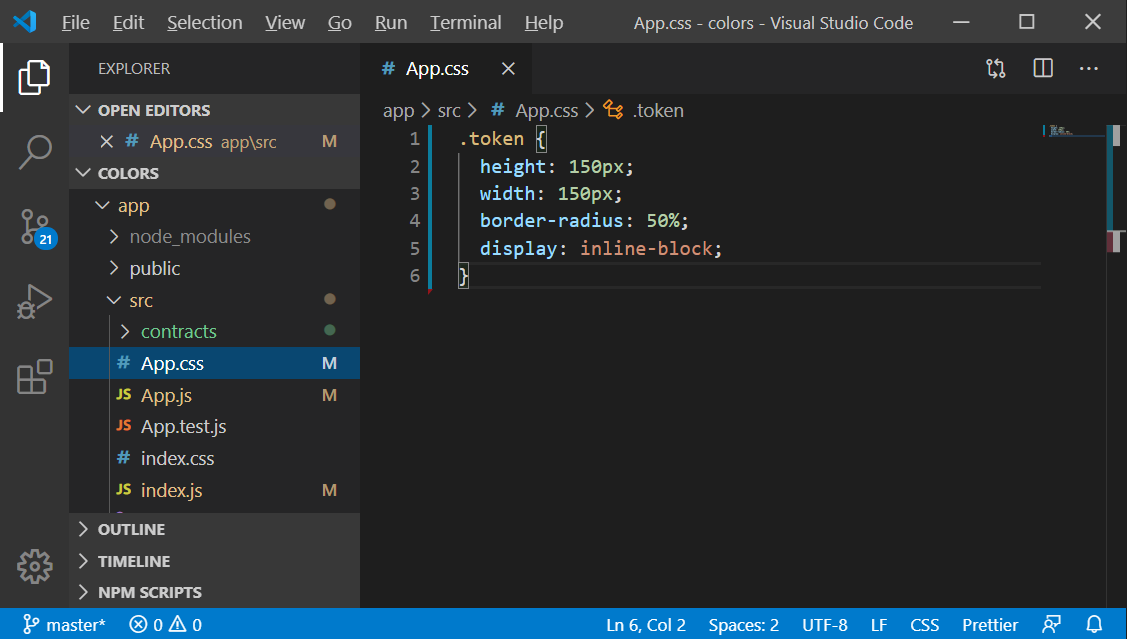 File Edit Selection View Go Run Terminal Help App.css - colors - Visual Studio Code
EXPLORER
OPEN EDITORS
# App.css app\src M
COLORS
app
node_modules
public
src
contracts
# App.css M
JS App.js M
JS App.test.js
# index.css
JS index.js M
OUTLINE
TIMELINE
NPM SCRIPTS
21
# App.css
app > src > # App.css > .token
1 .token {
2 height: 150px;
3 width: 150px;
4 border-radius: 50%;
5 display: inline-block;
6 }
master* 0 0 Ln 6, Col 2 Spaces: 2 UTF-8 LF CSS Prettier